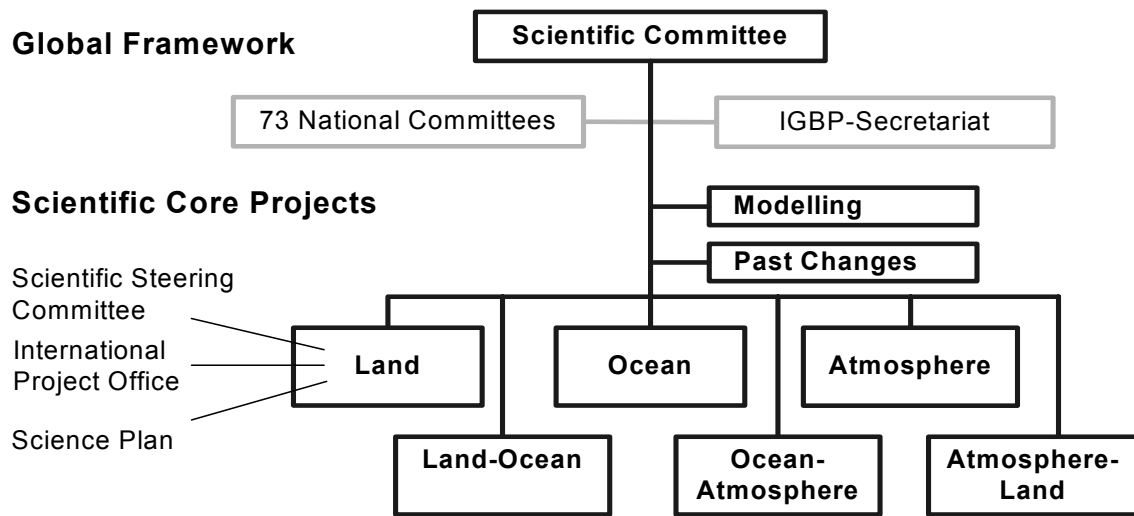 Global Framework
Scientific Committee
73 National Committees
IGBP-Secretariat
Scientific Core Projects
Modelling
Past Changes
Scientific Steering
Committee
International
Project Office
Science Plan
Land
Ocean
Atmosphere
Land-Ocean
Ocean-
Atmosphere
Atmosphere-
Land